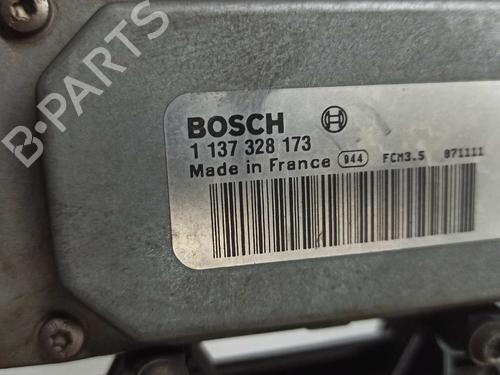 B-PARTS
BOSCH
1 137 328 173
Made in France 944 FCM3.5 071111